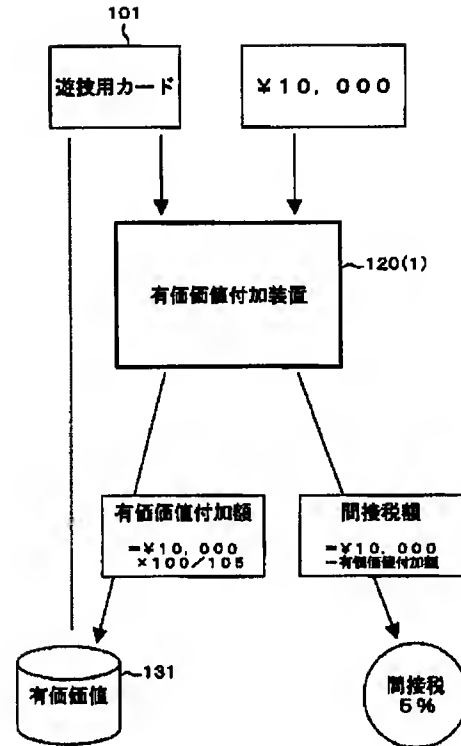 101
遊技用カード
￥10，000
120(1)
有価価値付加装置
有価価値付加額
=￥10，000
×100／105
間接税額
=￥10，000
－有価価値付加額
131
有価価値
間接税
5％